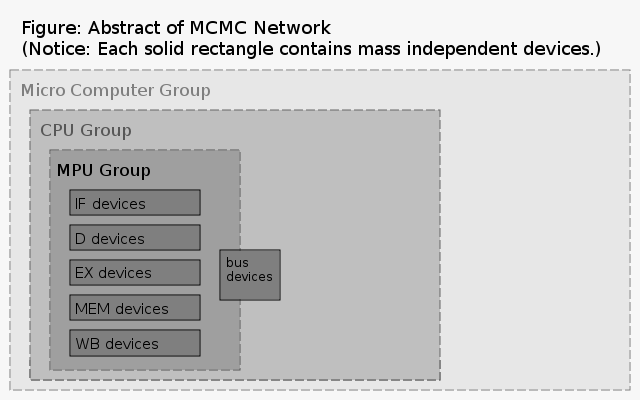 Figure: Abstract of MCMC Network
(Notice: Each solid rectangle contains mass independent devices.)
Micro Computer Group
CPU Group
MPU Group
IF devices
D devices
EX devices
bus
devices
MEM devices
WB devices